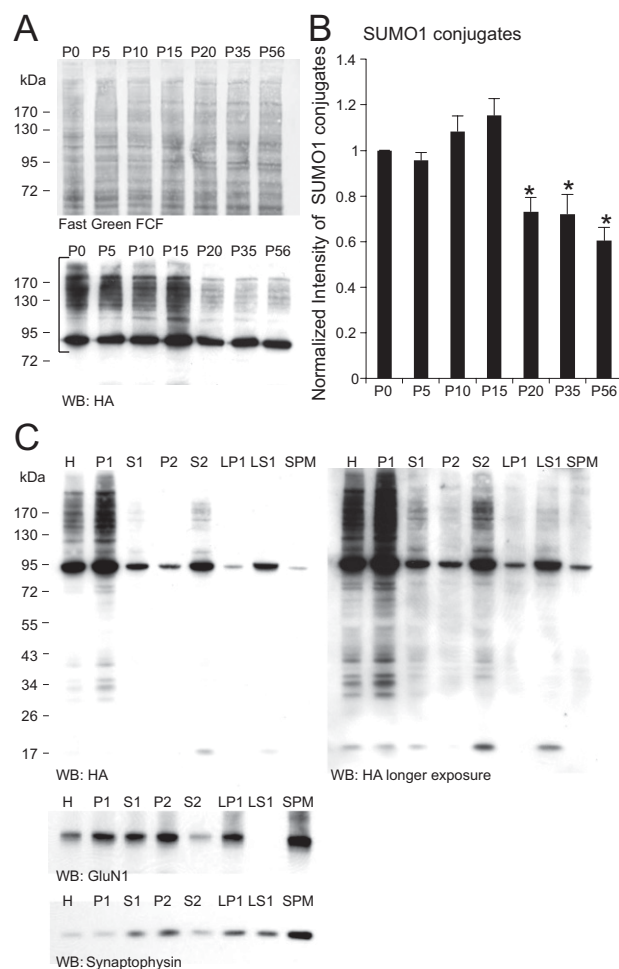 A
P0 P5 P10 P15 P20 P35 P56
kDa
170
130
95
72
Fast Green FCF
P0 P5 P10 P15 P20 P35 P56
170
130
95
72
WB: HA
B
SUMO1 conjugates
Normalized Intensity of SUMO1 conjugates
1.4
1.2
1
0.8
0.6
0.4
0.2
0
* * *
P0 P5 P10 P15 P20 P35 P56
C
H P1 S1 P2 S2 LP1 LS1 SPM
kDa
170
130
95
72
55
43
34
26
17
WB: HA
H P1 S1 P2 S2 LP1 LS1 SPM
WB: HA longer exposure
H P1 S1 P2 S2 LP1 LS1 SPM
WB: GluN1
H P1 S1 P2 S2 LP1 LS1 SPM
WB: Synaptophysin